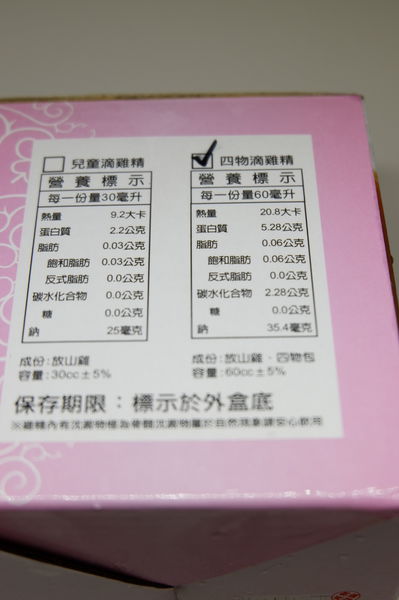 兒童滴雞精
營養標示
每一份量30毫升
熱量 9.2大卡
蛋白質 2.2公克
脂肪 0.03公克
飽和脂肪 0.03公克
反式脂肪 0.0公克
碳水化合物 0.0公克
糖 0.0公克
鈉 25毫克
成份:放山雞
容量:30cc±5%
四物滴雞精
營養標示
每一份量60毫升
熱量 20.8大卡
蛋白質 5.28公克
脂肪 0.06公克
飽和脂肪 0.06公克
反式脂肪 0.0公克
碳水化合物 2.28公克
糖 0.0公克
鈉 35.4毫克
成份:放山雞、四物包
容量:60cc±5%
保存期限:標示於外盒底